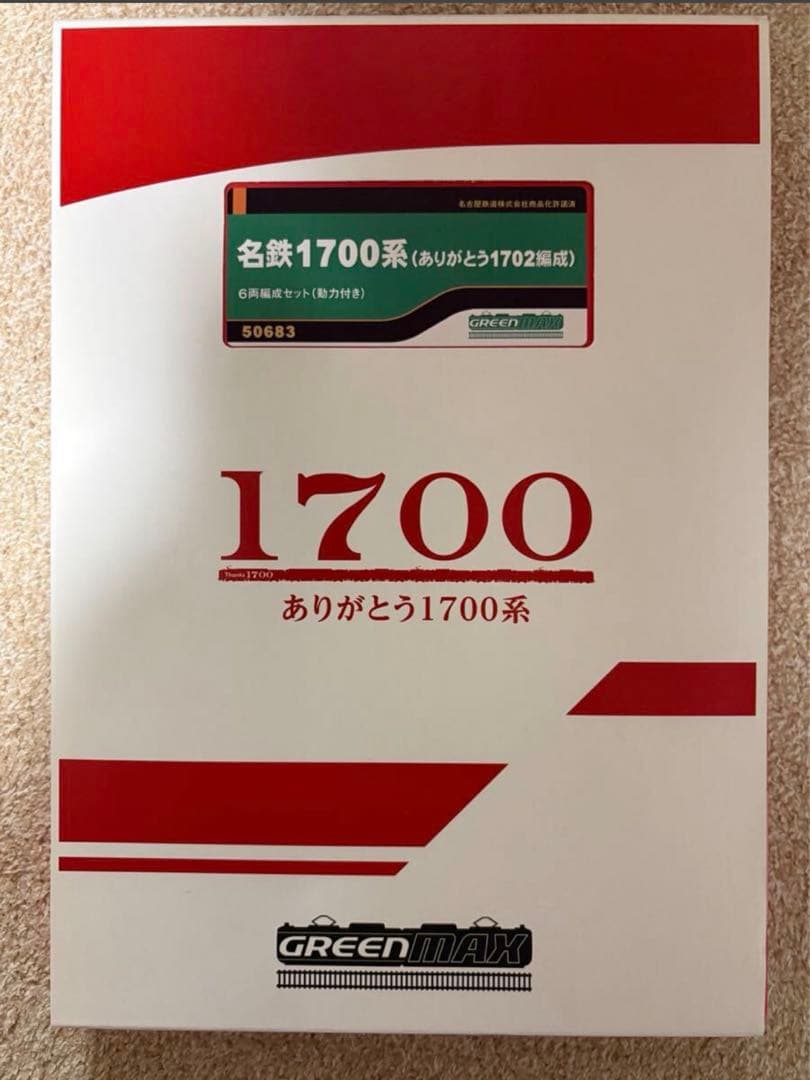 名古屋鉄道株式会社商品化許諾済
名鉄1700系(ありがとう1702編成)
6両編成セット(動力付き)
50683
GREENMAX
1700
Thanks 1700
ありがとう1700系
GREENMAX